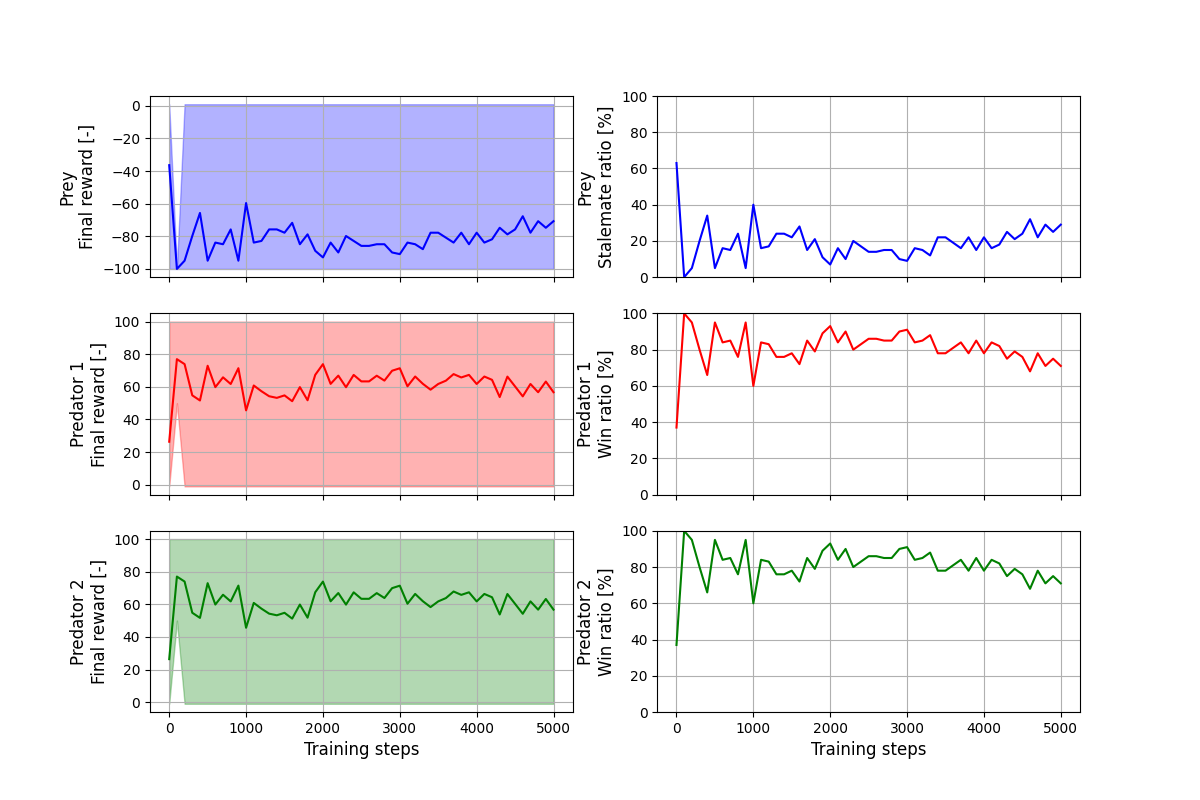 Prey
Final reward [-]
0
−20
−40
−60
−80
−100
Prey
Stalemate ratio [%]
100
80
60
40
20
0
Predator 1
Final reward [-]
100
80
60
40
20
0
Predator 1
Win ratio [%]
100
80
60
40
20
0
Predator 2
Final reward [-]
100
80
60
40
20
0
0 1000 2000 3000 4000 5000
Training steps
Predator 2
Win ratio [%]
100
80
60
40
20
0
0 1000 2000 3000 4000 5000
Training steps